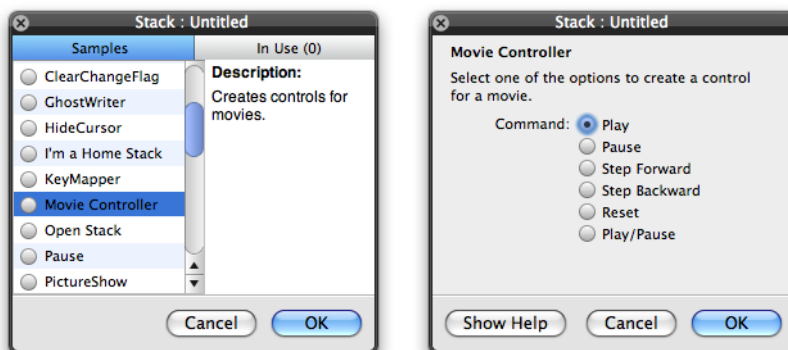 Stack : Untitled
Samples
In Use (0)
ClearChangeFlag
GhostWriter
HideCursor
I'm a Home Stack
KeyMapper
Movie Controller
Open Stack
Pause
PictureShow
Description:
Creates controls for
movies.
Cancel
OK
Stack : Untitled
Movie Controller
Select one of the options to create a control
for a movie.
Command: Play
Pause
Step Forward
Step Backward
Reset
Play/Pause
Show Help
Cancel
OK